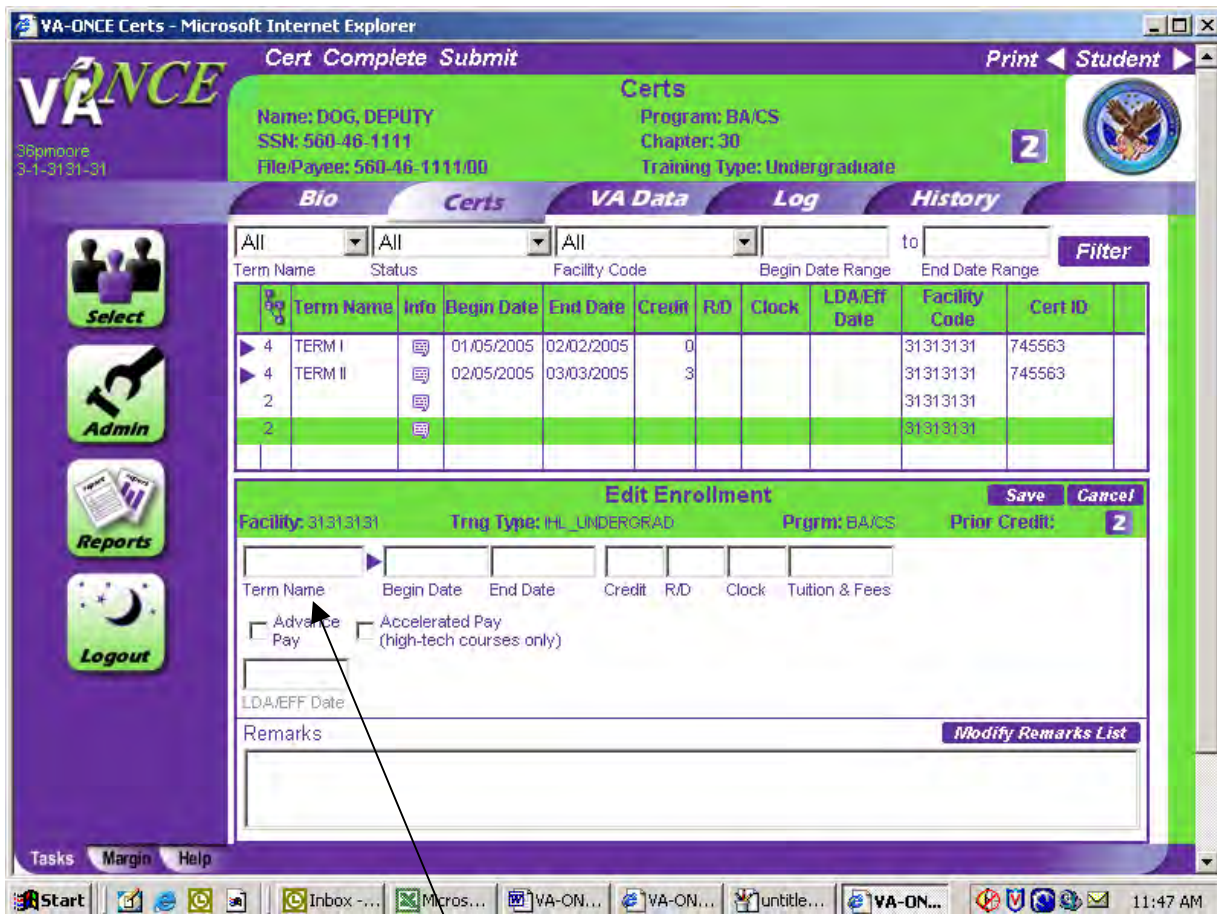 VA-ONCE Certs - Microsoft Internet Explorer
Cert Complete Submit
Print Student
VA ONCE
36pmoore
3-1-3131-31
Certs
Name: DOG, DEPUTY
Program: BA/CS
SSN: 560-46-1111
Chapter: 30
File/Payee: 560-46-1111/00
Training Type: Undergraduate
2
Bio Certs VA Data Log History
All All All to Filter
Term Name Status Facility Code Begin Date Range End Date Range
Term Name Info Begin Date End Date Credit R/D Clock LDA/Eff Date Facility Code Cert ID
4 TERM I 01/05/2005 02/02/2005 0 31313131 745563
4 TERM II 02/05/2005 03/03/2005 3 31313131 745563
2 31313131
2 31313131
Select
Admin
Reports
Logout
Edit Enrollment Save Cancel
Facility: 31313131 Trng Type: IHL_UNDERGRAD Prgrm: BA/CS Prior Credit: 2
Term Name Begin Date End Date Credit R/D Clock Tuition & Fees
Advance Pay
Accelerated Pay
(high-tech courses only)
LDA/EFF Date
Remarks Modify Remarks List
Tasks Margin Help
Start Inbox -... Micros... VA-ON... VA-ON... untitle... VA-ON... 11:47 AM